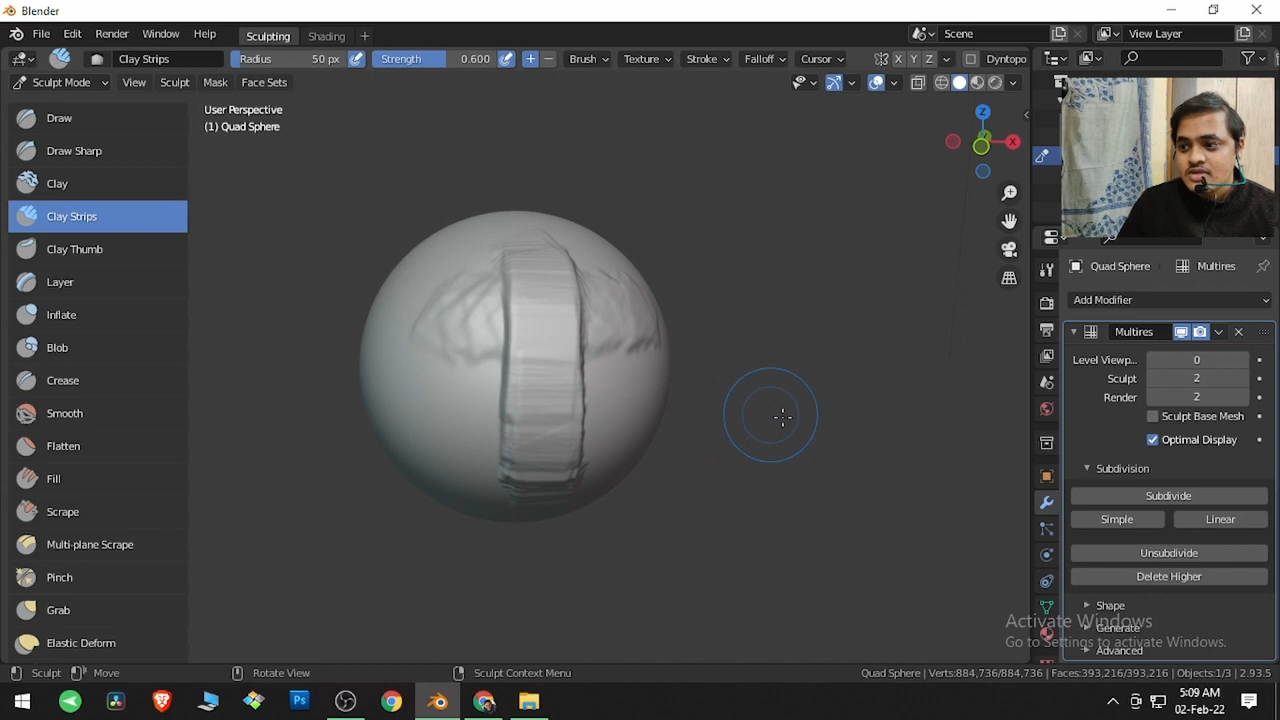 Blender
File Edit Render Window Help Sculpting Shading + Scene View Layer
Clay Strips Radius 50 px Strength 0.600 + − Brush Texture Stroke Falloff Cursor X Y Z Dyntopo
Sculpt Mode View Sculpt Mask Face Sets
User Perspective
(1) Quad Sphere
Draw
Draw Sharp
Clay
Clay Strips
Clay Thumb
Layer
Inflate
Blob
Crease
Smooth
Flatten
Fill
Scrape
Multi-plane Scrape
Pinch
Grab
Elastic Deform
Z
X
Quad Sphere Multires
Add Modifier
Multires
Level Viewp... 0
Sculpt 2
Render 2
Sculpt Base Mesh
Optimal Display
Subdivision
Subdivide
Simple Linear
Unsubdivide
Delete Higher
Shape
Generate
Advanced
Activate Windows
Go to Settings to activate Windows.
Sculpt Move Rotate View Sculpt Context Menu Quad Sphere | Verts:884,736/884,736 | Faces:393,216/393,216 | Objects:1/3 | 2.93.5
Ps
5:09 AM
02-Feb-22